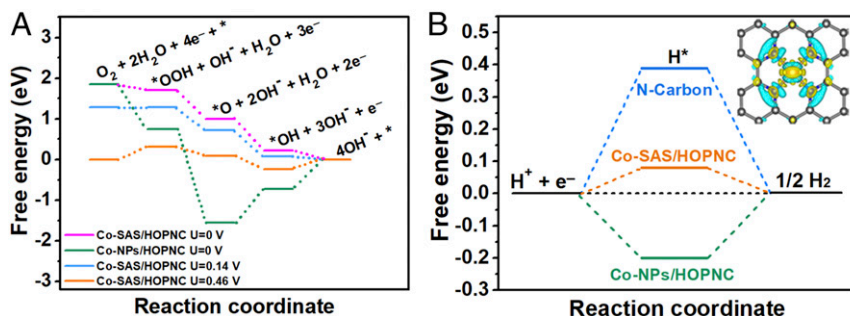 A
Free energy (eV)
3
2
1
0
-1
-2
-3
O₂ + 2H₂O + 4e⁻ + *
*OOH + OH⁻ + H₂O + 3e⁻
*O + 2OH⁻ + H₂O + 2e⁻
*OH + 3OH⁻ + e⁻
4OH⁻ + *
Co-SAS/HOPNC U=0 V
Co-NPs/HOPNC U=0 V
Co-SAS/HOPNC U=0.14 V
Co-SAS/HOPNC U=0.46 V
Reaction coordinate
B
Free energy (eV)
0.5
0.4
0.3
0.2
0.1
0.0
-0.1
-0.2
-0.3
H*
N-Carbon
Co-SAS/HOPNC
H⁺ + e⁻
1/2 H₂
Co-NPs/HOPNC
Reaction coordinate